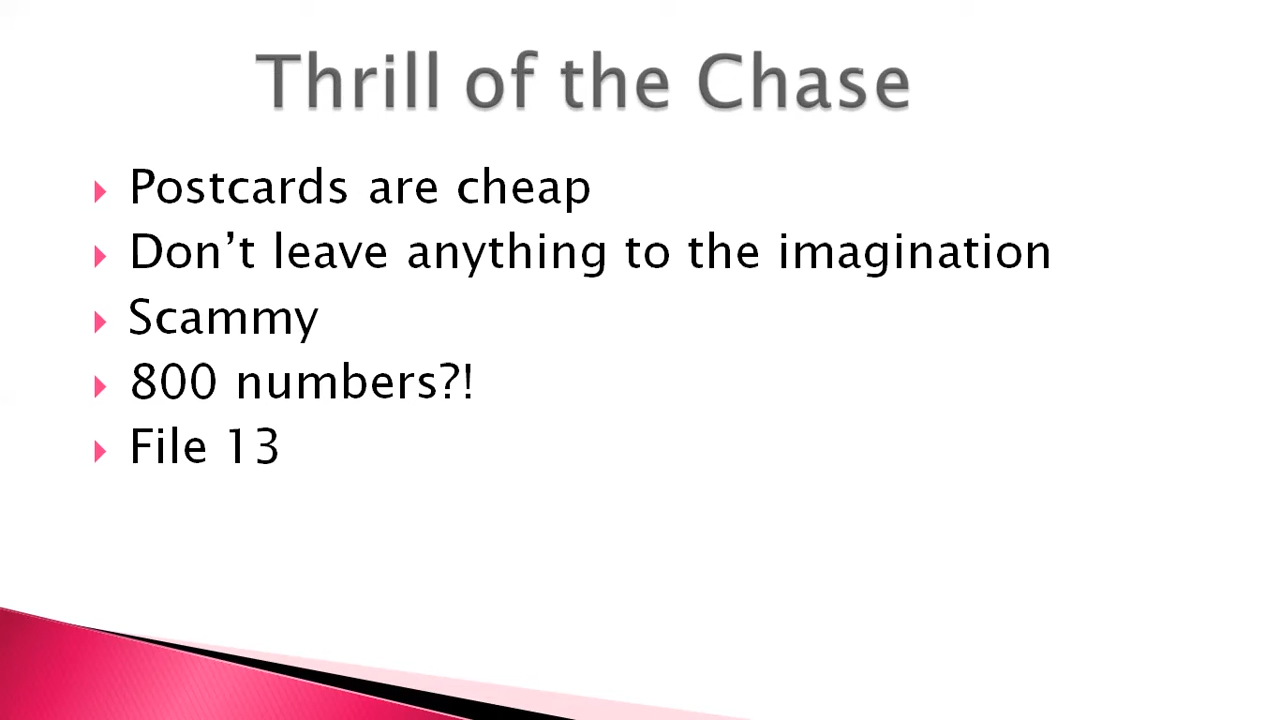 Thrill of the Chase
Postcards are cheap
Don’t leave anything to the imagination
Scammy
800 numbers?!
File 13